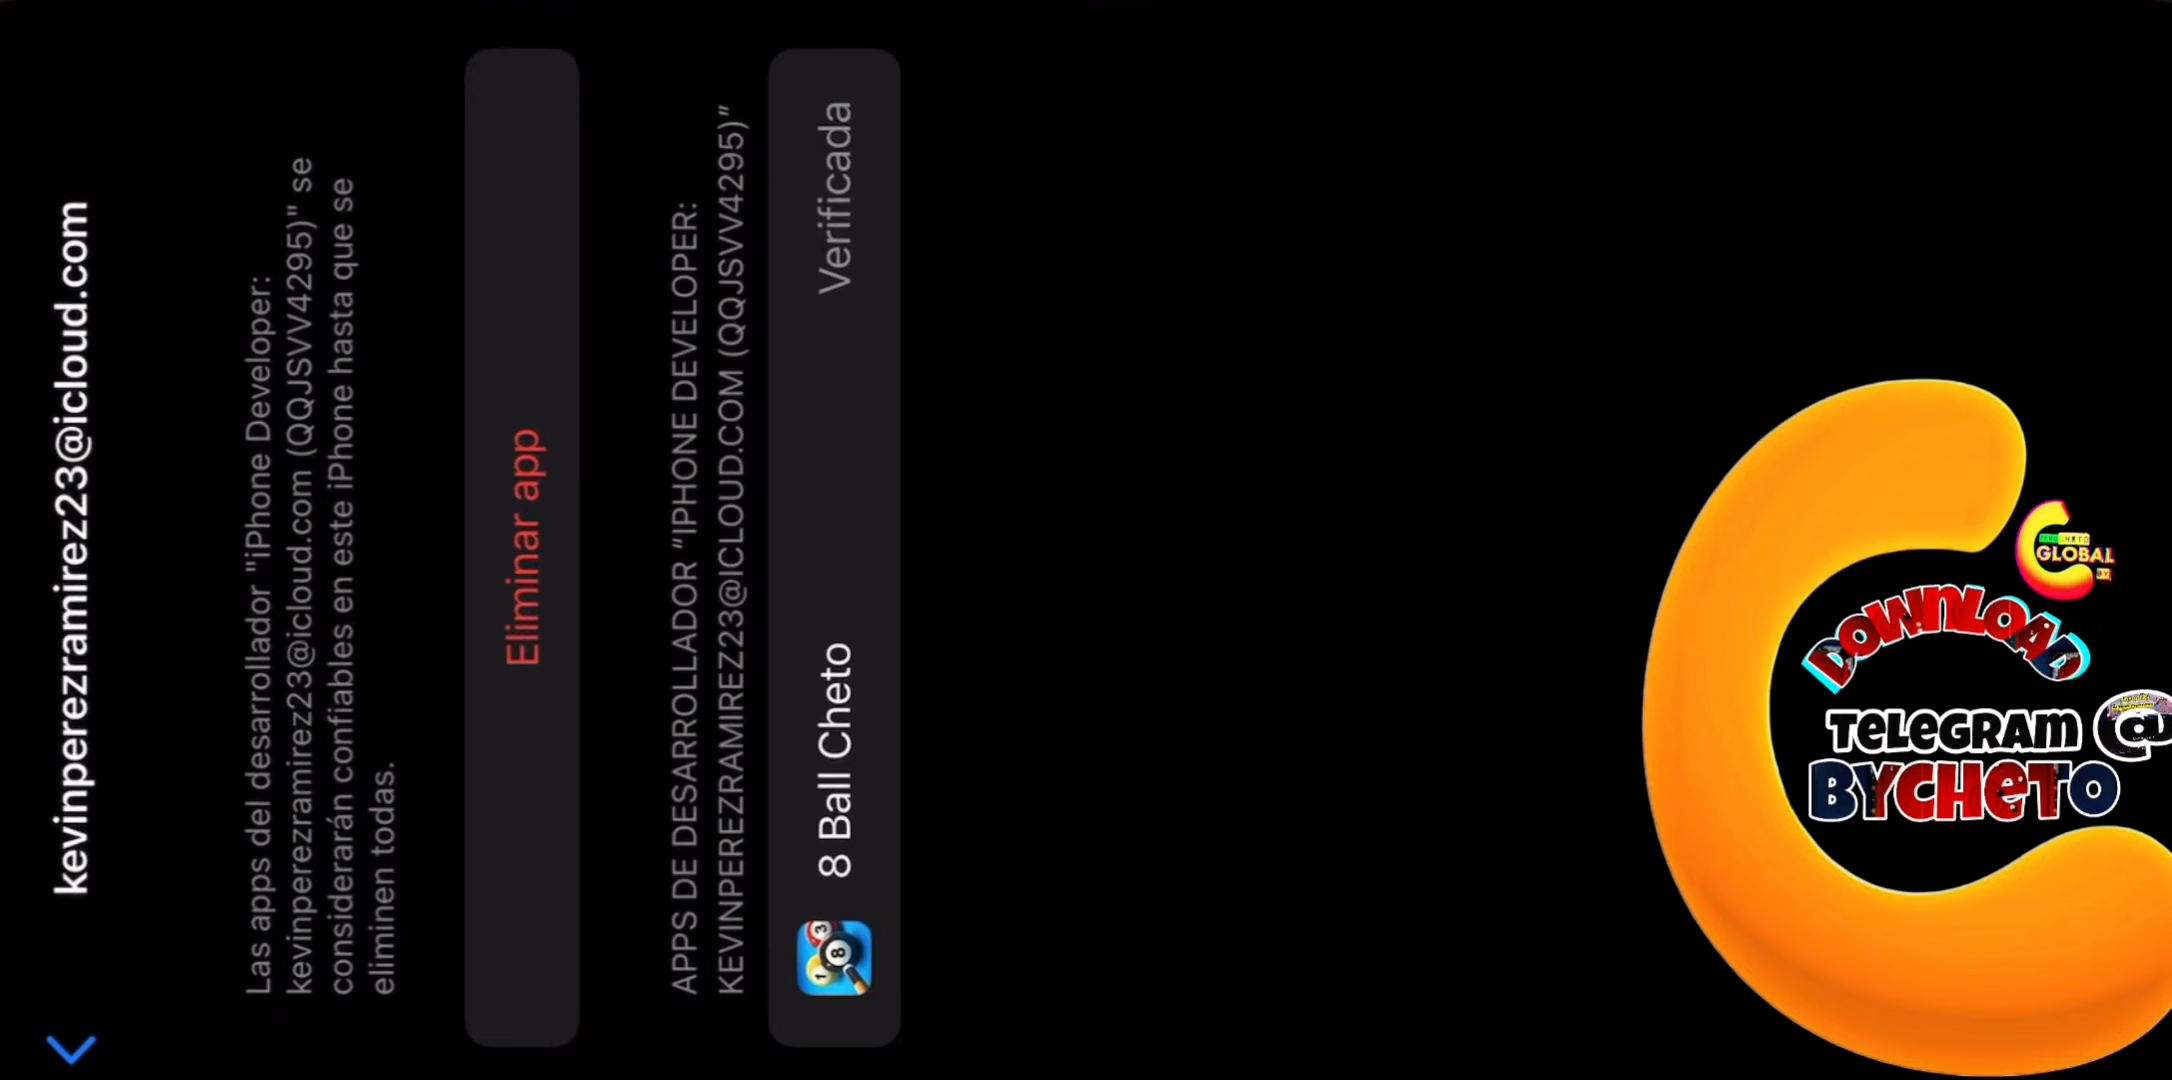 kevinperezramirez23@icloud.com
Las apps del desarrollador "iPhone Developer:
kevinperezramirez23@icloud.com (QQJSVV4295)" se
considerarán confiables en este iPhone hasta que se
eliminen todas.
Eliminar app
APPS DE DESARROLLADOR "IPHONE DEVELOPER:
KEVINPEREZRAMIREZ23@ICLOUD.COM (QQJSVV4295)"
8 Ball Cheto
Verificada
GLOBAL
DOWNLOAD
TELEGRAM @
BYCHETO